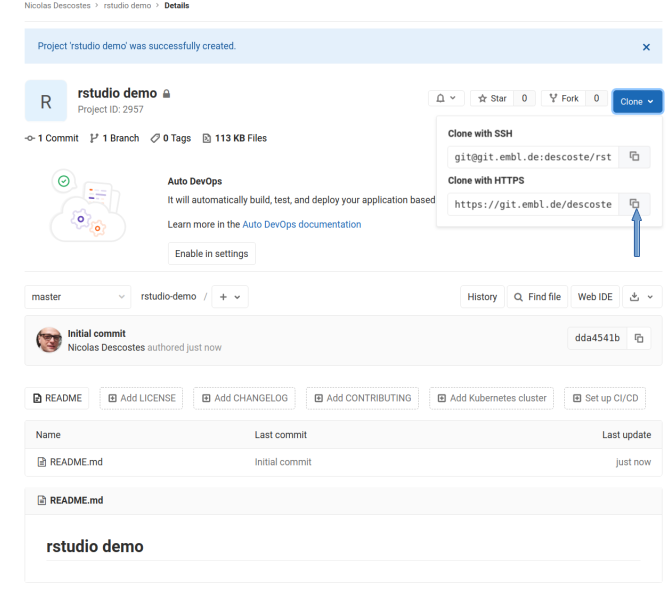 Nicolas Descostes > rstudio demo > Details
Project 'rstudio demo' was successfully created.
R
rstudio demo
Project ID: 2957
Star 0
Fork 0
Clone
1 Commit 1 Branch 0 Tags 113 KB Files
Clone with SSH
git@git.embl.de:descoste/rst
Clone with HTTPS
https://git.embl.de/descoste
Auto DevOps
It will automatically build, test, and deploy your application based
Learn more in the Auto DevOps documentation
Enable in settings
master rstudio-demo / + History Find file Web IDE
Initial commit
Nicolas Descostes authored just now
dda4541b
README Add LICENSE Add CHANGELOG Add CONTRIBUTING Add Kubernetes cluster Set up CI/CD
Name Last commit Last update
README.md Initial commit just now
README.md
rstudio demo